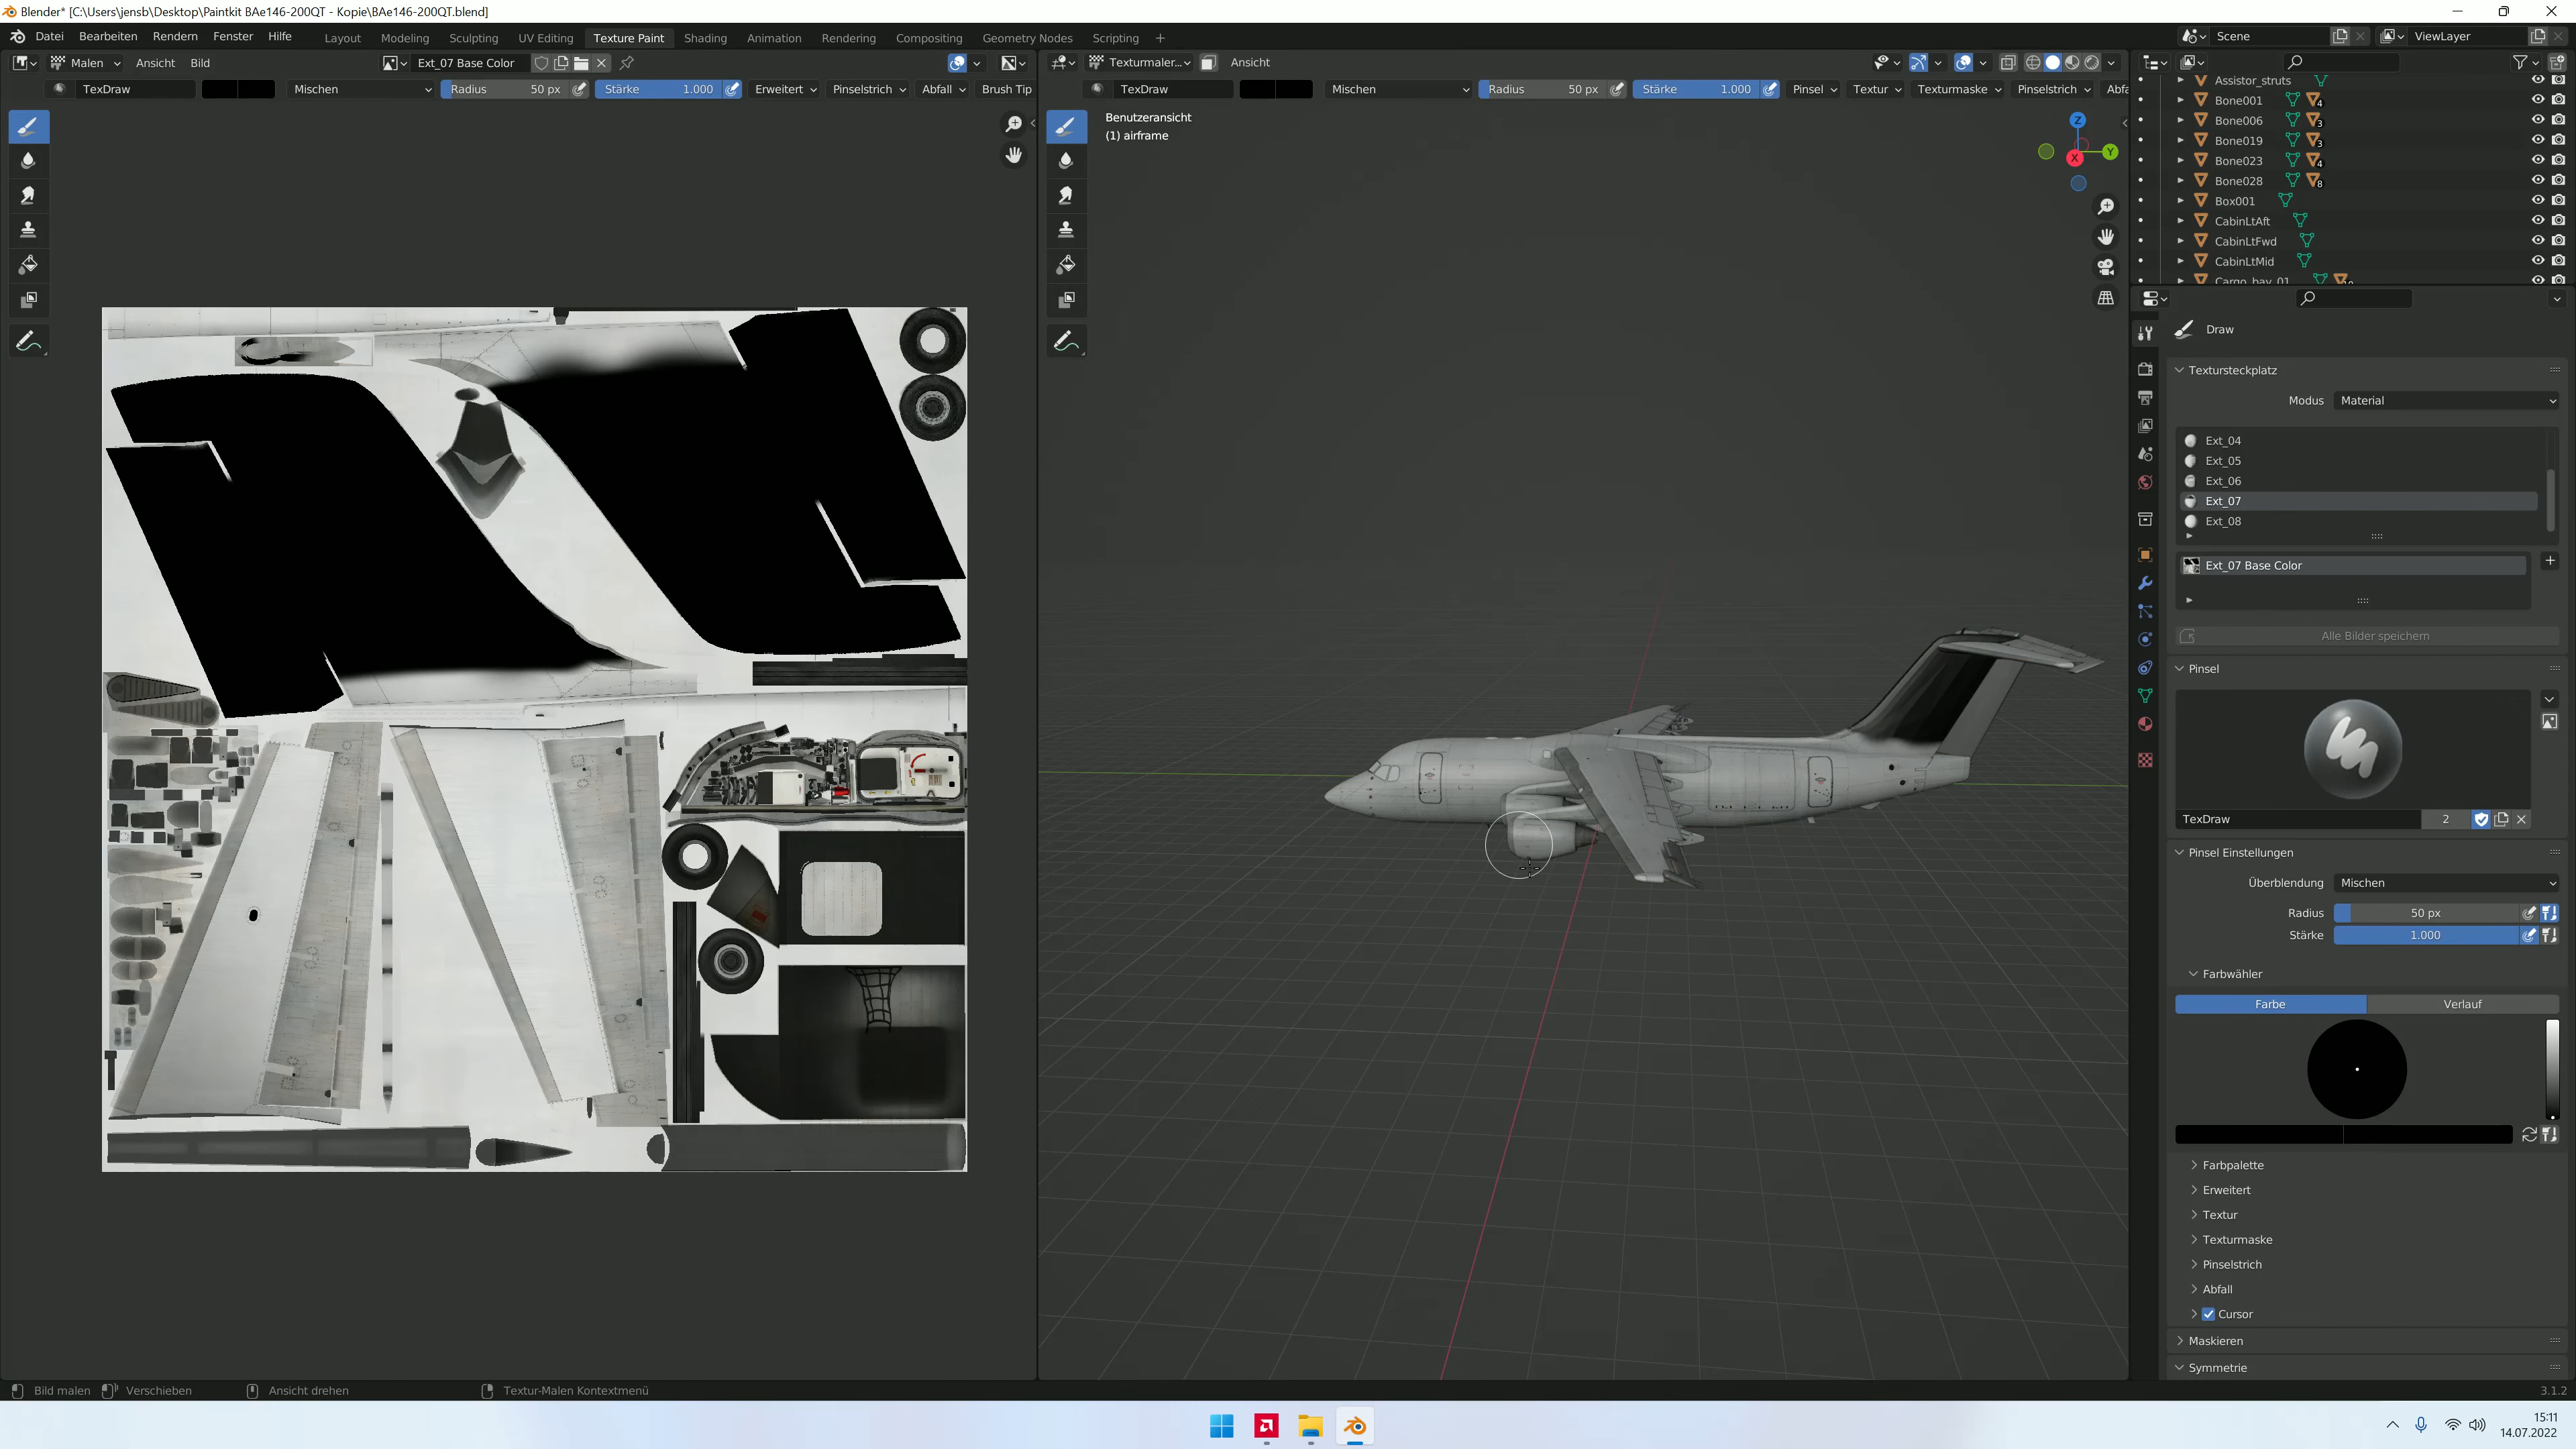 Blender* [C:\Users\jensb\Desktop\Paintkit BAe146-200QT - Kopie\BAe146-200QT.blend]
Datei Bearbeiten Rendern Fenster Hilfe Layout Modeling Sculpting UV Editing Texture Paint Shading Animation Rendering Compositing Geometry Nodes Scripting + Scene ViewLayer
Malen Ansicht Bild Ext_07 Base Color Texturmaler... Ansicht
TexDraw Mischen Radius 50 px Stärke 1.000 Erweitert Pinselstrich Abfall Brush Tip TexDraw Mischen Radius 50 px Stärke 1.000 Pinsel Textur Texturmaske Pinselstrich Abfa
Benutzeransicht
(1) airframe
Z
Y
X
Assistor_struts
Bone001 4
Bone006 3
Bone019 3
Bone023 4
Bone028 8
Box001
CabinLtAft
CabinLtFwd
CabinLtMid
Cargo_bay_01
Draw
Textursteckplatz
Modus Material
Ext_04
Ext_05
Ext_06
Ext_07
Ext_08
Ext_07 Base Color
Alle Bilder speichern
Pinsel
TexDraw 2
Pinsel Einstellungen
Überblendung Mischen
Radius 50 px
Stärke 1.000
Farbwähler
Farbe Verlauf
Farbpalette
Erweitert
Textur
Texturmaske
Pinselstrich
Abfall
Cursor
Maskieren
Symmetrie
Bild malen Verschieben Ansicht drehen Textur-Malen Kontextmenü 3.1.2
15:11
14.07.2022